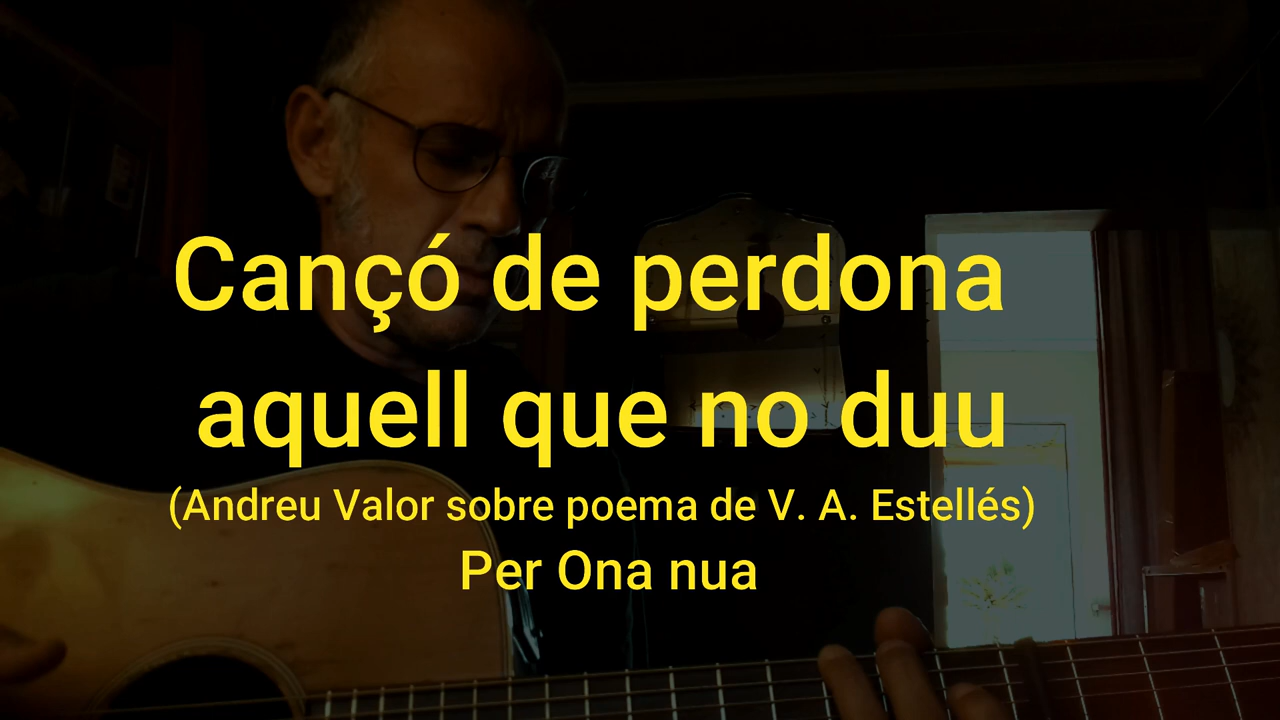 Cançó de perdona
aquell que no duu
(Andreu Valor sobre poema de V. A. Estellés)
Per Ona nua